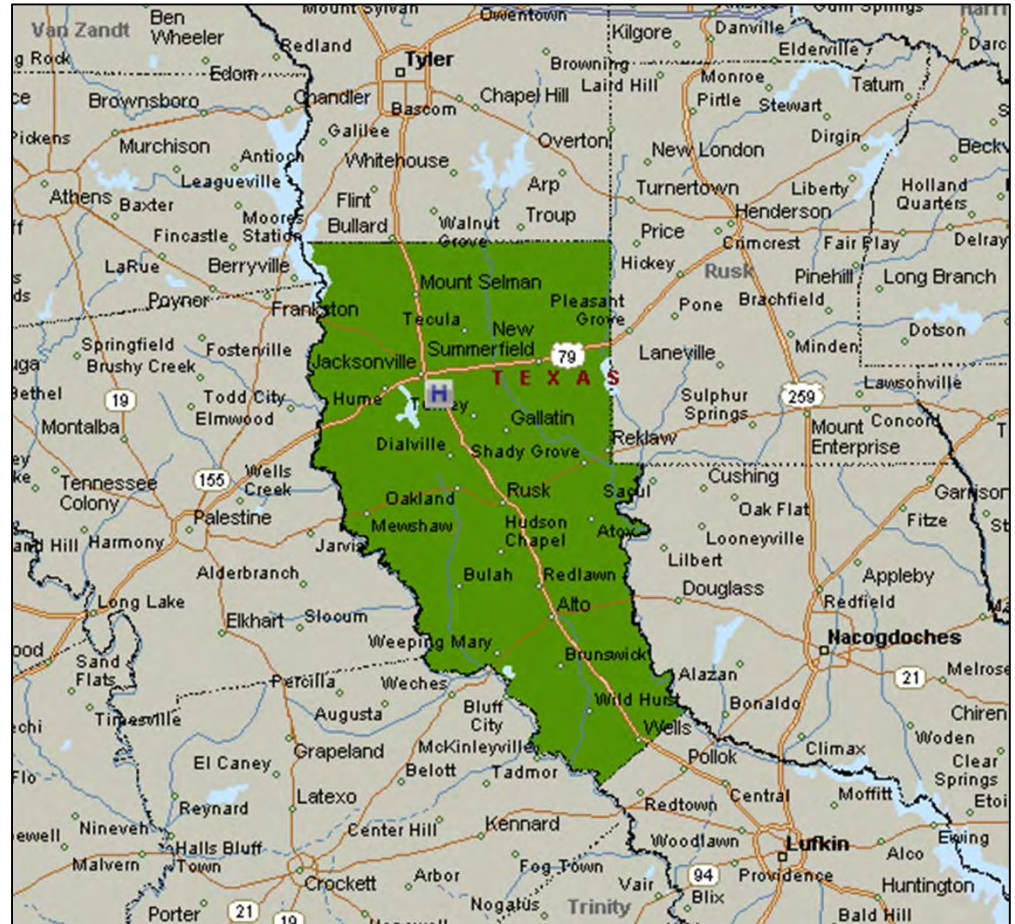 Mount Sylvan
Owentown
Van Zandt
Ben
Wheeler
Redland
Kilgore
Danville
Elderville
Tyler
Browning
Laird Hill
Monroe
Tatum
Edom
Brownsboro
Chandler
Bascom
Chapel Hill
Pirtle
Stewart
Galilee
Overton
Dirgin
Murchison
Antioch
Whitehouse
New London
Leagueville
Arp
Turnertown
Liberty
Holland
Quarters
Athens
Baxter
Flint
Troup
Henderson
Moores
Station
Bullard
Walnut
Grove
Price
Crimcrest
Fair Play
Delray
Fincastle
LaRue
Berryville
Hickey
Rusk
Pinehill
Long Branch
Mount Selman
Poynor
Frankston
Pleasant
Grove
Pone
Brachfield
Tecula
New
Summerfield
Dotson
Springfield
Fosterville
79
Minden
Brushy Creek
Jacksonville
Laneville
TEXAS
Lawsonville
19
Todd City
Hume
H
Turney
Sulphur
Springs
259
Elmwood
Gallatin
Mount
Enterprise
Concord
Montalba
Dialville
Shady Grove
Reklaw
Wells
Creek
155
Tennessee
Colony
Oakland
Rusk
Sacul
Cushing
Garrison
Oak Flat
Palestine
Mewshaw
Hudson
Chapel
Atoy
Fitze
Harmony
Jarvis
Looneyville
Lilbert
Alderbranch
Bulah
Redlawn
Douglass
Appleby
Long Lake
Slocum
Alto
Redfield
Elkhart
Weeping Mary
Nacogdoches
Sand
Flats
Brunswick
Percilla
Weches
Alazan
21
Melrose
Timesville
Augusta
Bluff
City
Wild Hurst
Bonaldo
Wells
Grapeland
McKinleyville
Woden
Climax
Clear
Springs
El Caney
Belott
Tadmor
Pollok
Reynard
Latexo
Central
Moffitt
Redtown
Nineveh
Center Hill
Kennard
Halls Bluff
Woodlawn
Lufkin
Town
Malvern
Fog Town
Alco
Crockett
Arbor
Vair
94
Providence
Huntington
Porter
21
19
Nogalus
Trinity
Blix
Bald Hill